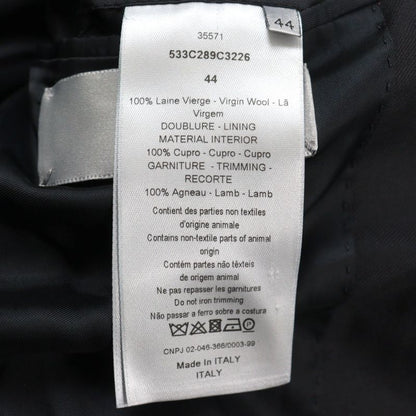 44
35571
533C289C3226
44
100% Laine Vierge - Virgin Wool - Lã
Virgem
DOUBLURE - LINING
MATERIAL INTERIOR
100% Cupro - Cupro - Cupro
GARNITURE - TRIMMING -
RECORTE
100% Agneau - Lamb - Lamb
Contient des parties non textiles
d'origine animale
Contains non-textile parts of animal
origin
Contém partes não têxteis
de origem animal
Ne pas repasser les garnitures
Do not iron trimming
Não passar a ferro sobre a costura
CNPJ 02-046-366/0003-99
Made In ITALY
ITALY